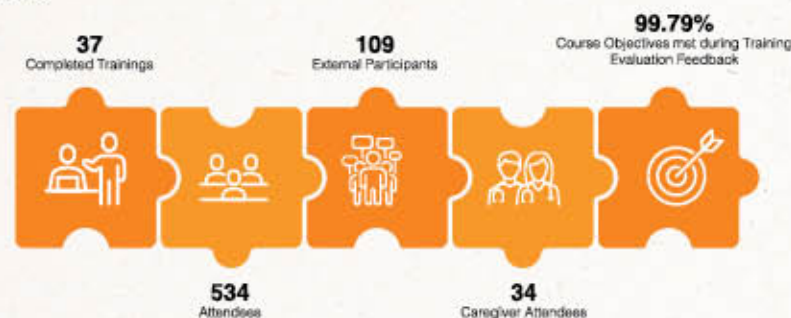 37
Completed Trainings
109
External Participants
99.79%
Course Objectives met during Training
Evaluation Feedback
534
Attendees
34
Caregiver Attendees